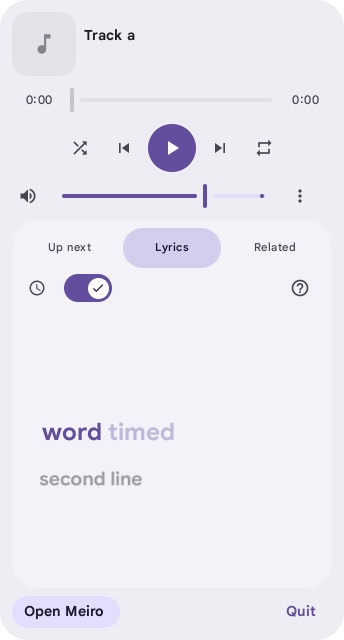 Track a
0:00 0:00
Up next Lyrics Related
word timed
second line
Open Meiro Quit